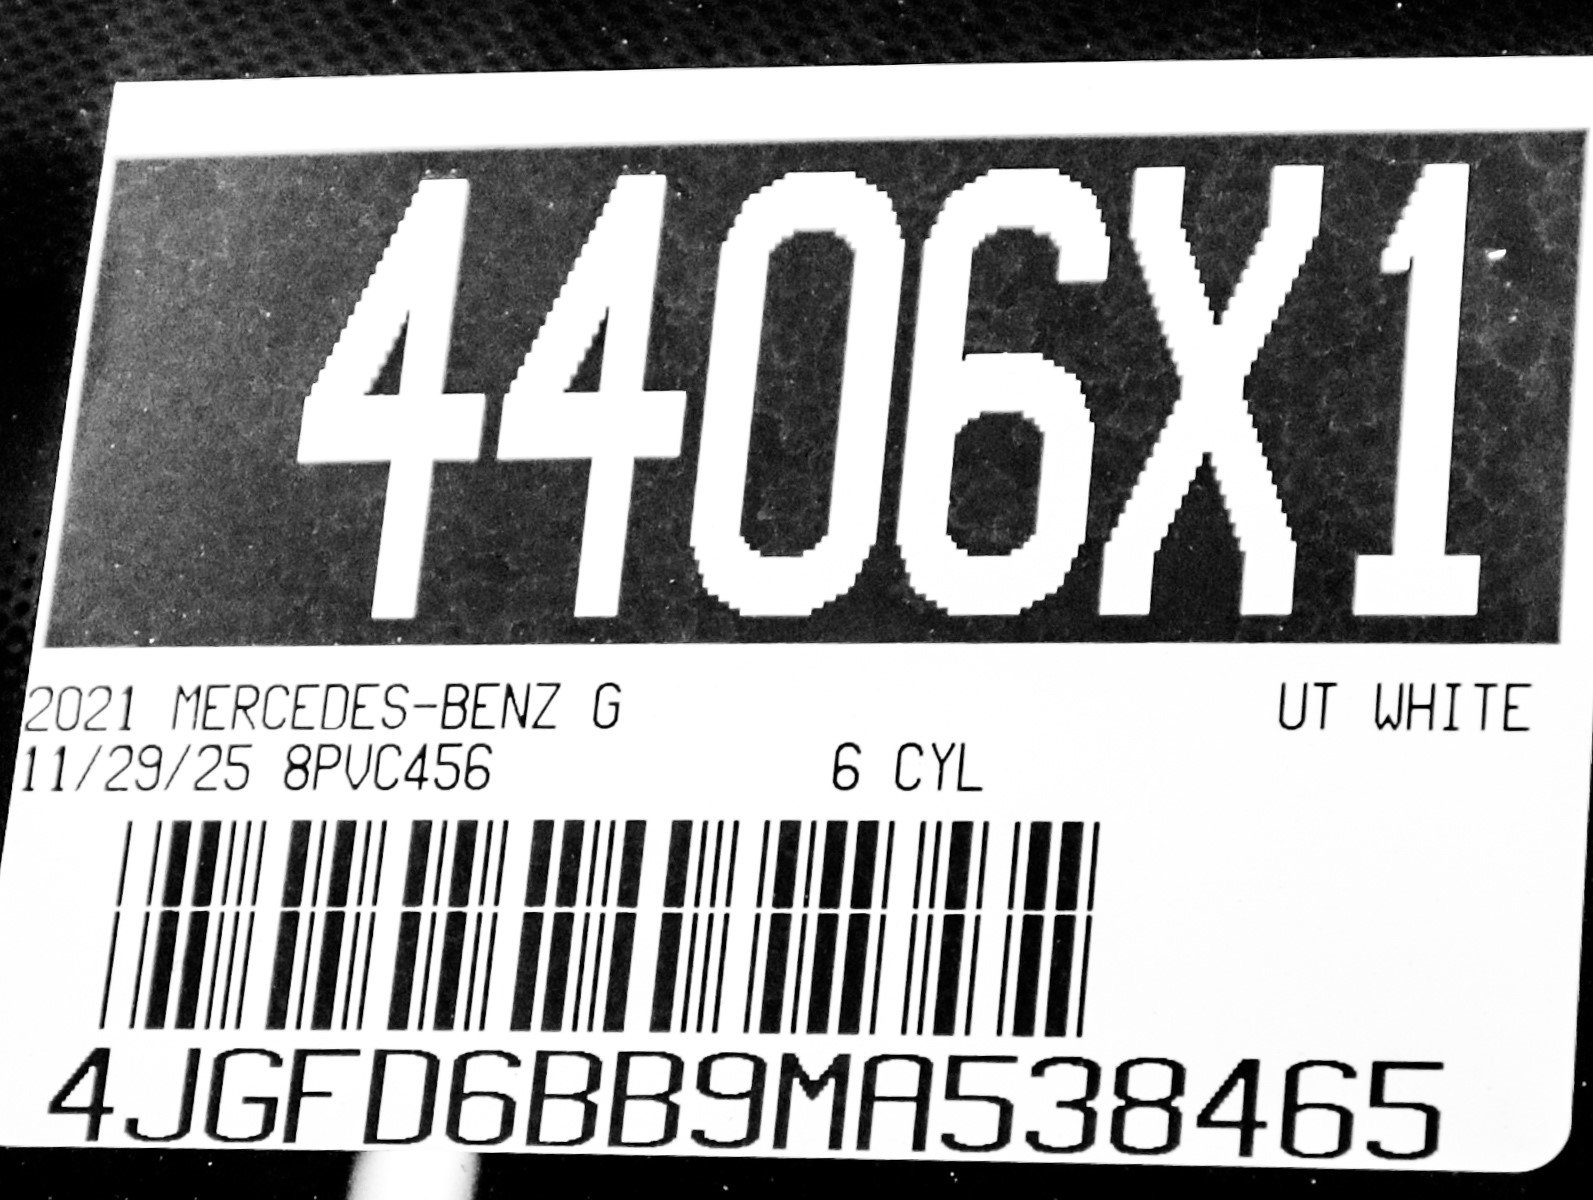 4406X1
2021 MERCEDES-BENZ G UT WHITE
11/29/25 8PVC456 6 CYL
4JGFD6BB9MA538465